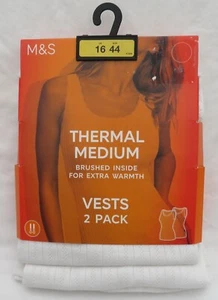 16 44
M&S
THERMAL
MEDIUM
BRUSHED INSIDE
FOR EXTRA WARMTH
VESTS
2 PACK